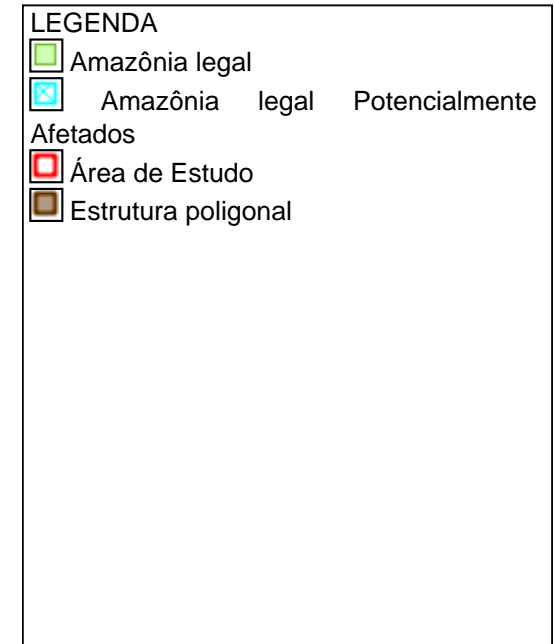 LEGENDA
Amazônia legal
Amazônia legal Potencialmente
Afetados
Área de Estudo
Estrutura poligonal